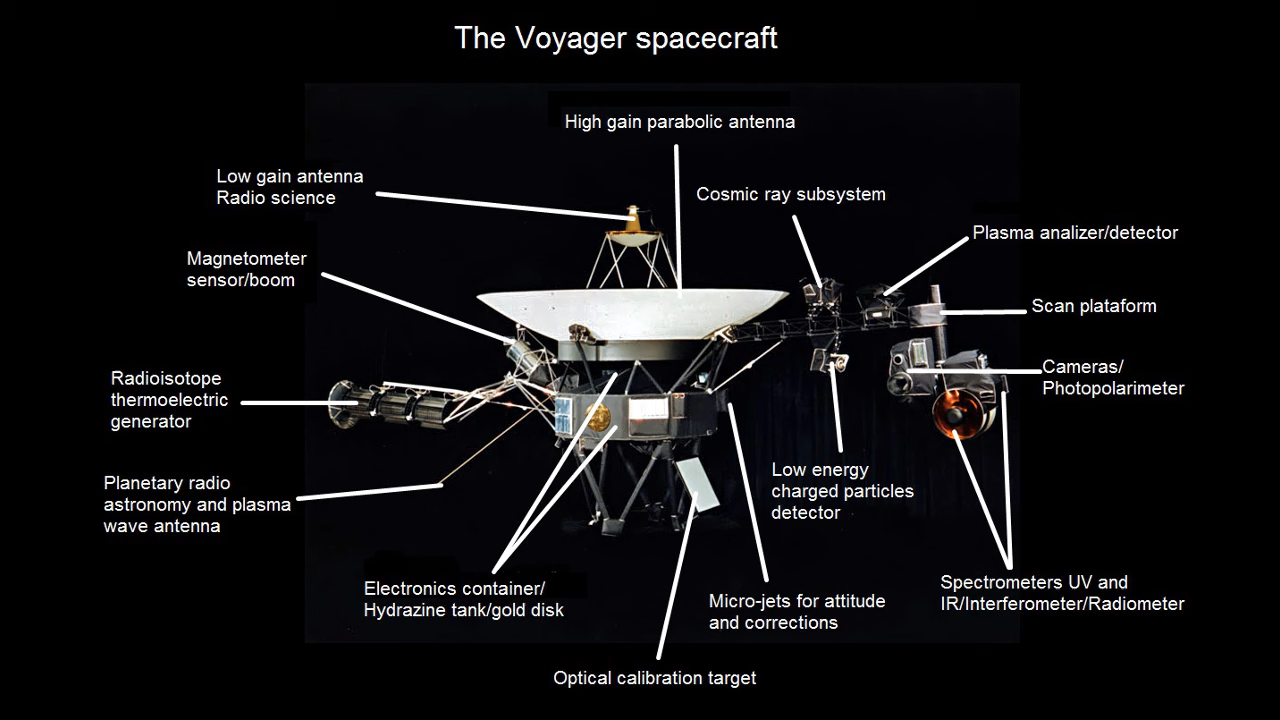 The Voyager spacecraft
High gain parabolic antenna
Low gain antenna
Radio science
Cosmic ray subsystem
Plasma analizer/detector
Magnetometer
sensor/boom
Scan plataform
Cameras/
Photopolarimeter
Radioisotope
thermoelectric
generator
Planetary radio
astronomy and plasma
wave antenna
Low energy
charged particles
detector
Electronics container/
Hydrazine tank/gold disk
Micro-jets for attitude
and corrections
Spectrometers UV and
IR/Interferometer/Radiometer
Optical calibration target